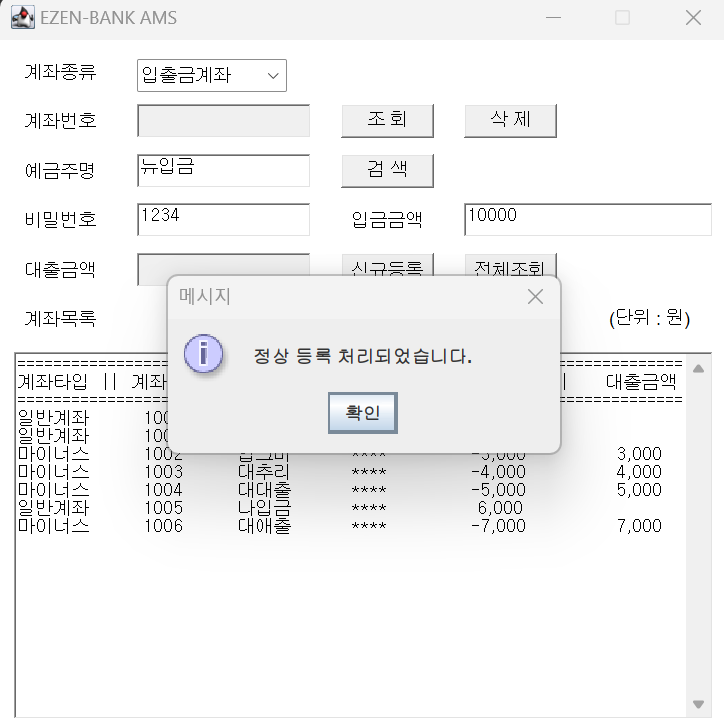 EZEN-BANK AMS
계좌종류 입출금계좌
계좌번호 조 회 삭 제
예금주명 뉴입금 검 색
비밀번호 1234 입금금액 10000
대출금액 신규등록 전체조회
메시지
계좌목록 (단위 : 원)
정상 등록 처리되었습니다.
확인
계좌타입 || 계좌 대출금액
일반계좌
일반계좌
마이너스 1002 **** -3,000 3,000
마이너스 1003 대추리 **** -4,000 4,000
마이너스 1004 대대출 **** -5,000 5,000
일반계좌 1005 나입금 **** 6,000
마이너스 1006 대애출 **** -7,000 7,000